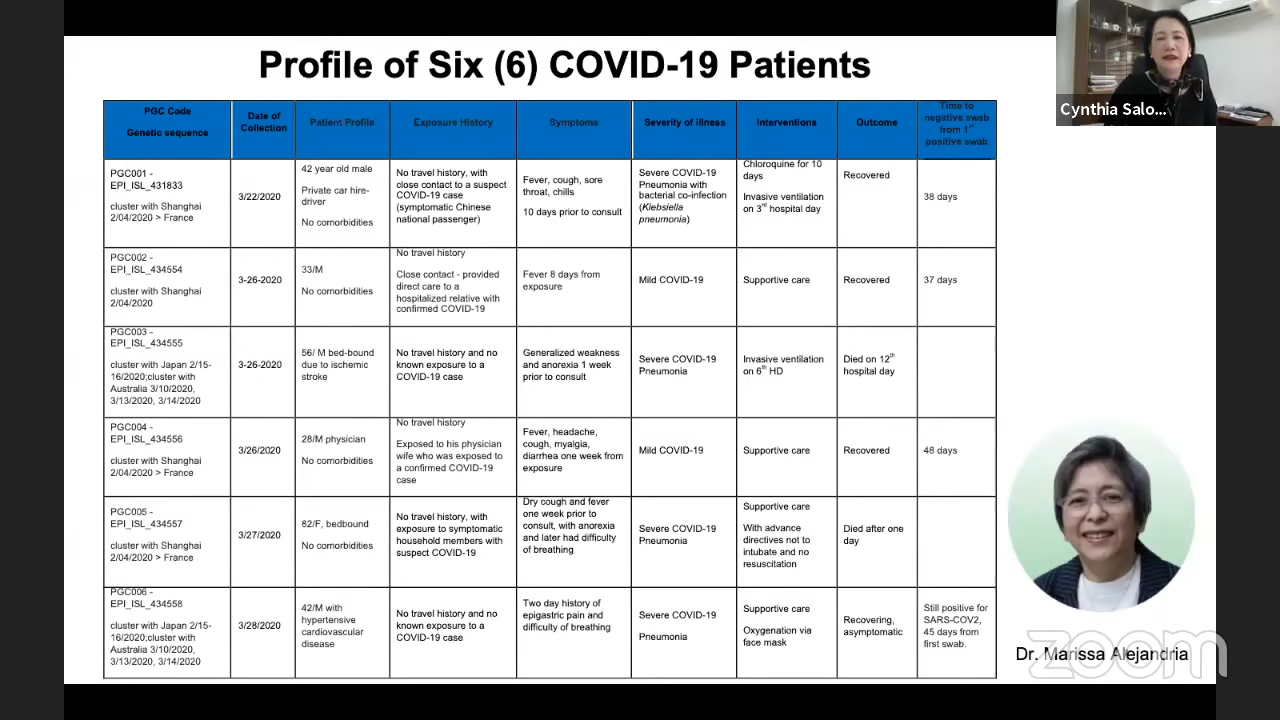 Profile of Six (6) COVID-19 Patients
Cynthia Salo...
PGC Code
Genetic sequence
Date of
Collection
Patient Profile
Exposure History
Symptoms
Severity of illness
Interventions
Outcome
Time to
negative swab
from 1st
positive swab
PGC001 -
EPI_ISL_431833
cluster with Shanghai
2/04/2020 > France
3/22/2020
42 year old male
Private car hire-
driver
No comorbidities
No travel history, with
close contact to a suspect
COVID-19 case
(symptomatic Chinese
national passenger)
Fever, cough, sore
throat, chills
10 days prior to consult
Severe COVID-19
Pneumonia with
bacterial co-infection
(Klebsiella
pneumonia)
Chloroquine for 10
days
Invasive ventilation
on 3rd hospital day
Recovered
38 days
PGC002 -
EPI_ISL_434554
cluster with Shanghai
2/04/2020
3-26-2020
33/M
No comorbidities
No travel history
Close contact - provided
direct care to a
hospitalized relative with
confirmed COVID-19
Fever 8 days from
exposure
Mild COVID-19
Supportive care
Recovered
37 days
PGC003 -
EPI_ISL_434555
cluster with Japan 2/15-
16/2020;cluster with
Australia 3/10/2020,
3/13/2020, 3/14/2020
3-26-2020
56/ M bed-bound
due to ischemic
stroke
No travel history and no
known exposure to a
COVID-19 case
Generalized weakness
and anorexia 1 week
prior to consult
Severe COVID-19
Pneumonia
Invasive ventilation
on 6th HD
Died on 12th
hospital day
PGC004 -
EPI_ISL_434556
cluster with Shanghai
2/04/2020 > France
3/26/2020
28/M physician
No comorbidities
No travel history
Exposed to his physician
wife who was exposed to
a confirmed COVID-19
case
Fever, headache,
cough, myalgia,
diarrhea one week from
exposure
Mild COVID-19
Supportive care
Recovered
48 days
PGC005 -
EPI_ISL_434557
cluster with Shanghai
2/04/2020 > France
3/27/2020
82/F, bedbound
No comorbidities
No travel history, with
exposure to symptomatic
household members with
suspect COVID-19
Dry cough and fever
one week prior to
consult, with anorexia
and later had difficulty
of breathing
Severe COVID-19
Pneumonia
Supportive care
With advance
directives not to
intubate and no
resuscitation
Died after one
day
PGC006 -
EPI_ISL_434558
cluster with Japan 2/15-
16/2020;cluster with
Australia 3/10/2020,
3/13/2020, 3/14/2020
3/28/2020
42/M with
hypertensive
cardiovascular
disease
No travel history and no
known exposure to a
COVID-19 case
Two day history of
epigastric pain and
difficulty of breathing
Severe COVID-19
Pneumonia
Supportive care
Oxygenation via
face mask
Recovering,
asymptomatic
Still positive for
SARS-COV2,
45 days from
first swab.
Dr. Marissa Alejandria
zoom